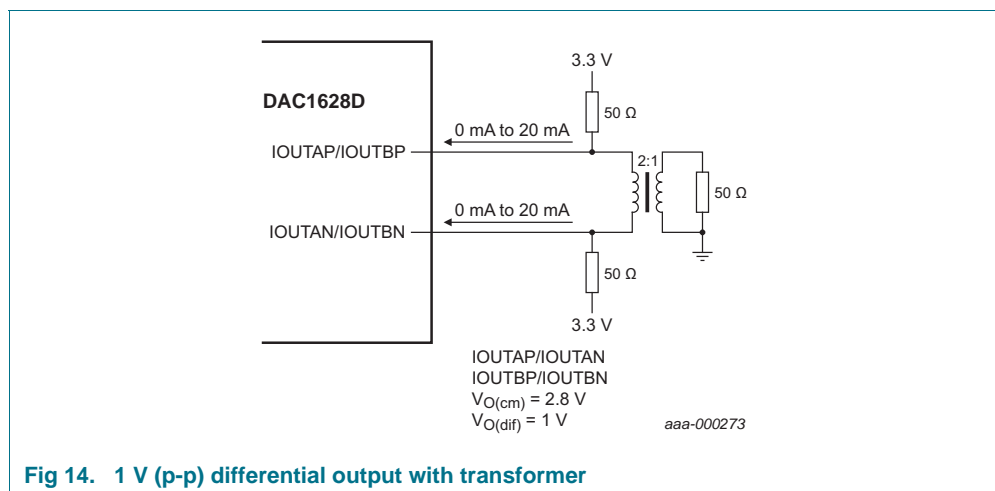 3.3 V
DAC1628D
50 Ω
0 mA to 20 mA
IOUTAP/IOUTBP
2:1
50 Ω
0 mA to 20 mA
IOUTAN/IOUTBN
50 Ω
3.3 V
IOUTAP/IOUTAN
IOUTBP/IOUTBN
VO(cm) = 2.8 V
VO(dif) = 1 V
aaa-000273
Fig 14. 1 V (p-p) differential output with transformer